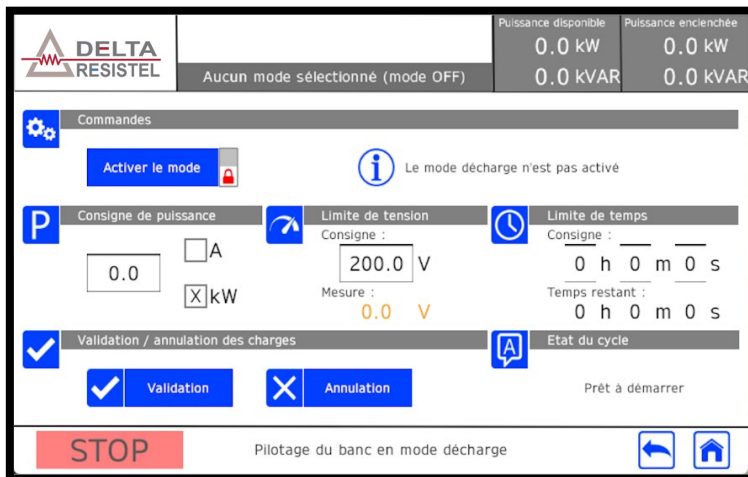 DELTA
RESISTEL
Aucun mode sélectionné (mode OFF)
Puissance disponible
0.0 kW
0.0 kVAR
Puissance enclenchée
0.0 kW
0.0 kVAR
Commandes
Activer le mode
i
Le mode décharge n'est pas activé
P
Consigne de puissance
0.0
A
X kW
Limite de tension
Consigne :
200.0 V
Mesure :
0.0 V
Limite de temps
Consigne :
0 h 0 m 0 s
Temps restant :
0 h 0 m 0 s
Validation / annulation des charges
Validation
Annulation
A
Etat du cycle
Prêt à démarrer
STOP
Pilotage du banc en mode décharge